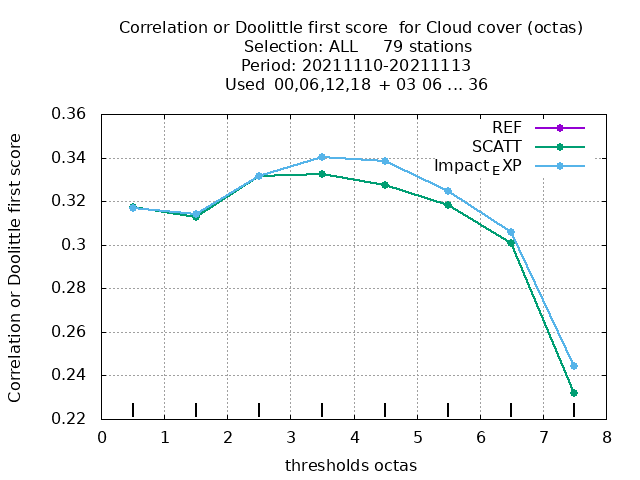 Correlation or Doolittle first score  for Cloud cover (octas)
Selection: ALL     79 stations
Period: 20211110-20211113
Used  00,06,12,18  + 03 06 ... 36
REF
SCATT
Impact_EXP
Correlation or Doolittle first score
0.36
0.34
0.32
0.3
0.28
0.26
0.24
0.22
0 1 2 3 4 5 6 7 8
thresholds octas